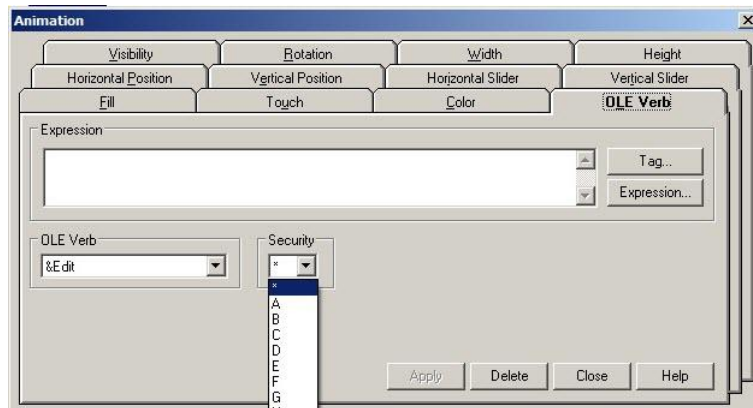 Animation
Visibility Rotation Width Height
Horizontal Position Vertical Position Horizontal Slider Vertical Slider
Fill Touch Color OLE Verb
Expression
Tag...
Expression...
OLE Verb Security
&Edit *
*
A
B
C
D
E
F
G
Apply Delete Close Help